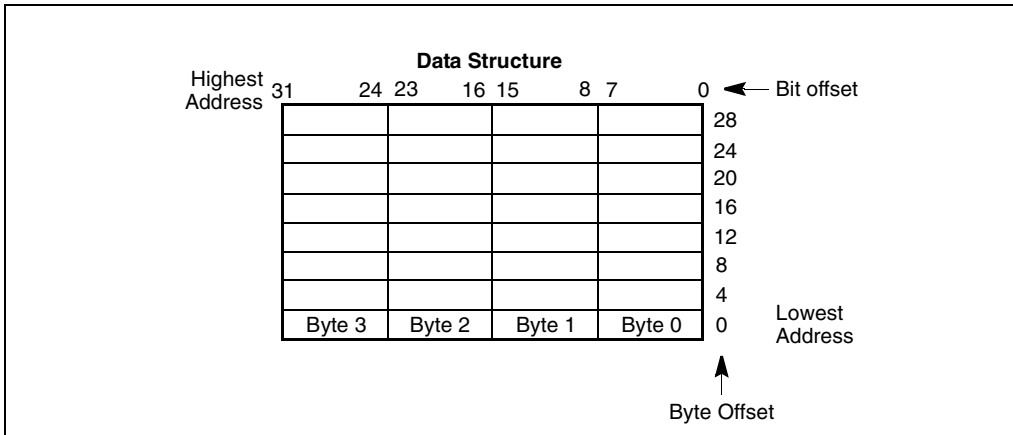 Data Structure
Highest Address
31 24 23 16 15 8 7 0 Bit offset
28
24
20
16
12
8
4
Byte 3 Byte 2 Byte 1 Byte 0 0
Lowest Address
Byte Offset